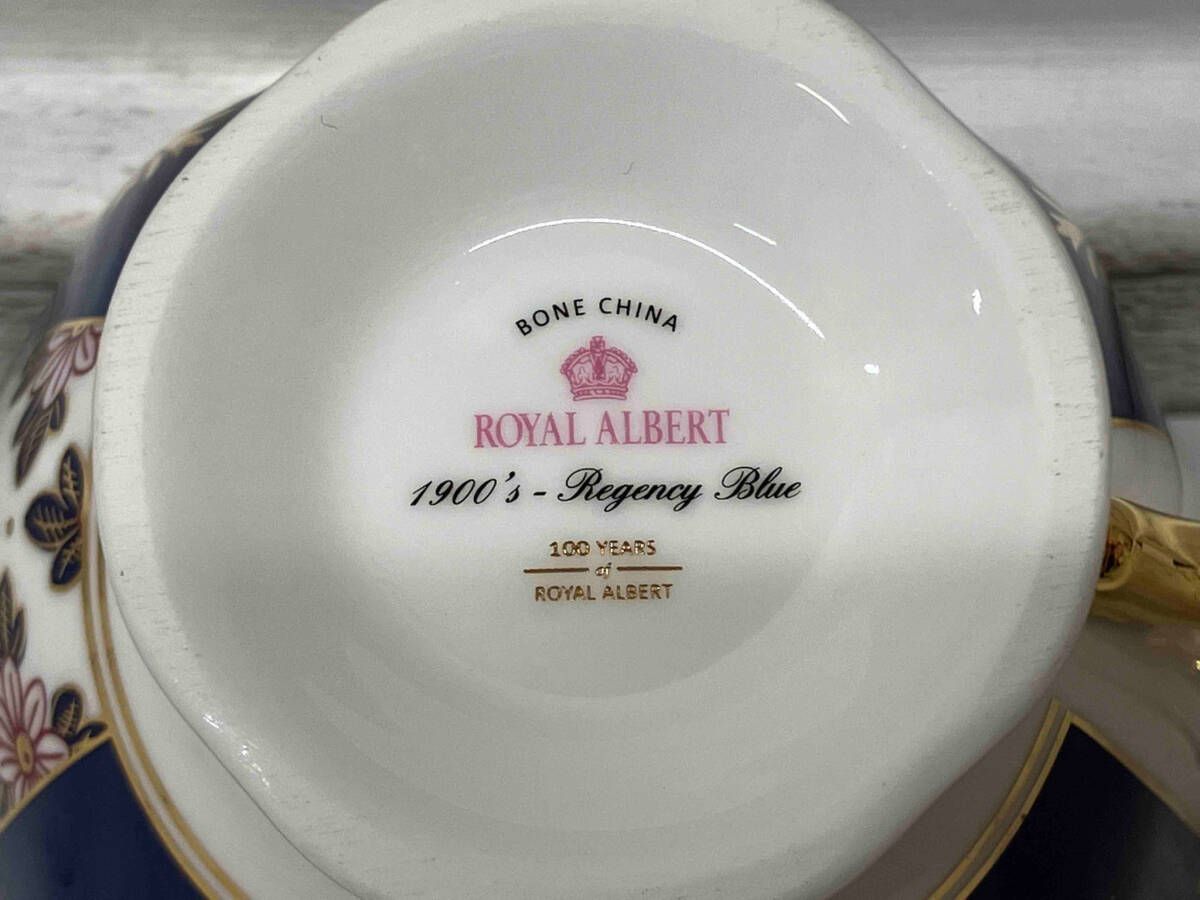 BONE CHINA
ROYAL ALBERT
1900's - Regency Blue
100 YEARS
of
ROYAL ALBERT